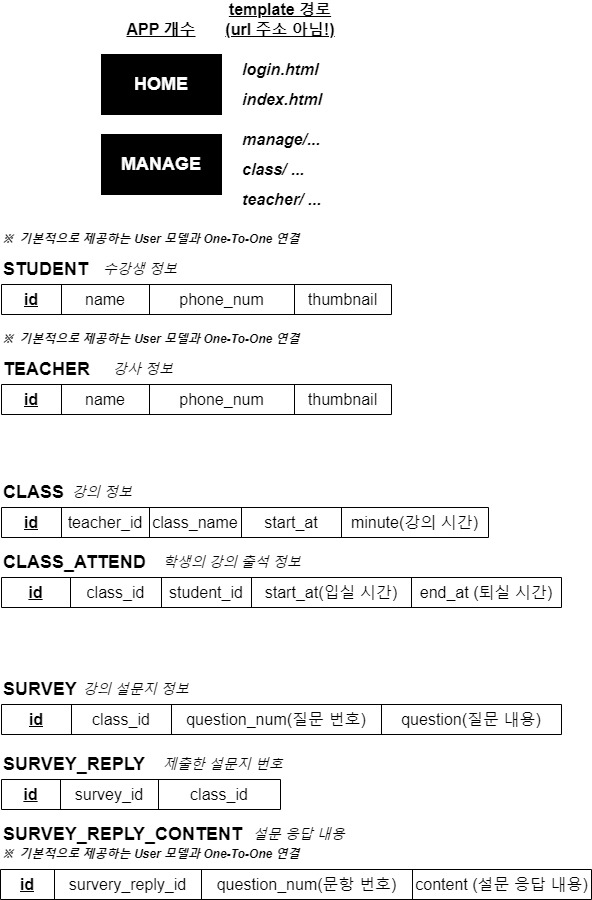 APP 개수
template 경로
(url 주소 아님!)
HOME
login.html
index.html
MANAGE
manage/...
class/ ...
teacher/ ...
※ 기본적으로 제공하는 User 모델과 One-To-One 연결
STUDENT 수강생 정보
id name phone_num thumbnail
※ 기본적으로 제공하는 User 모델과 One-To-One 연결
TEACHER 강사 정보
id name phone_num thumbnail
CLASS 강의 정보
id teacher_id class_name start_at minute(강의 시간)
CLASS_ATTEND 학생의 강의 출석 정보
id class_id student_id start_at(입실 시간) end_at (퇴실 시간)
SURVEY 강의 설문지 정보
id class_id question_num(질문 번호) question(질문 내용)
SURVEY_REPLY 제출한 설문지 번호
id survey_id class_id
SURVEY_REPLY_CONTENT 설문 응답 내용
※ 기본적으로 제공하는 User 모델과 One-To-One 연결
id survery_reply_id question_num(문항 번호) content (설문 응답 내용)